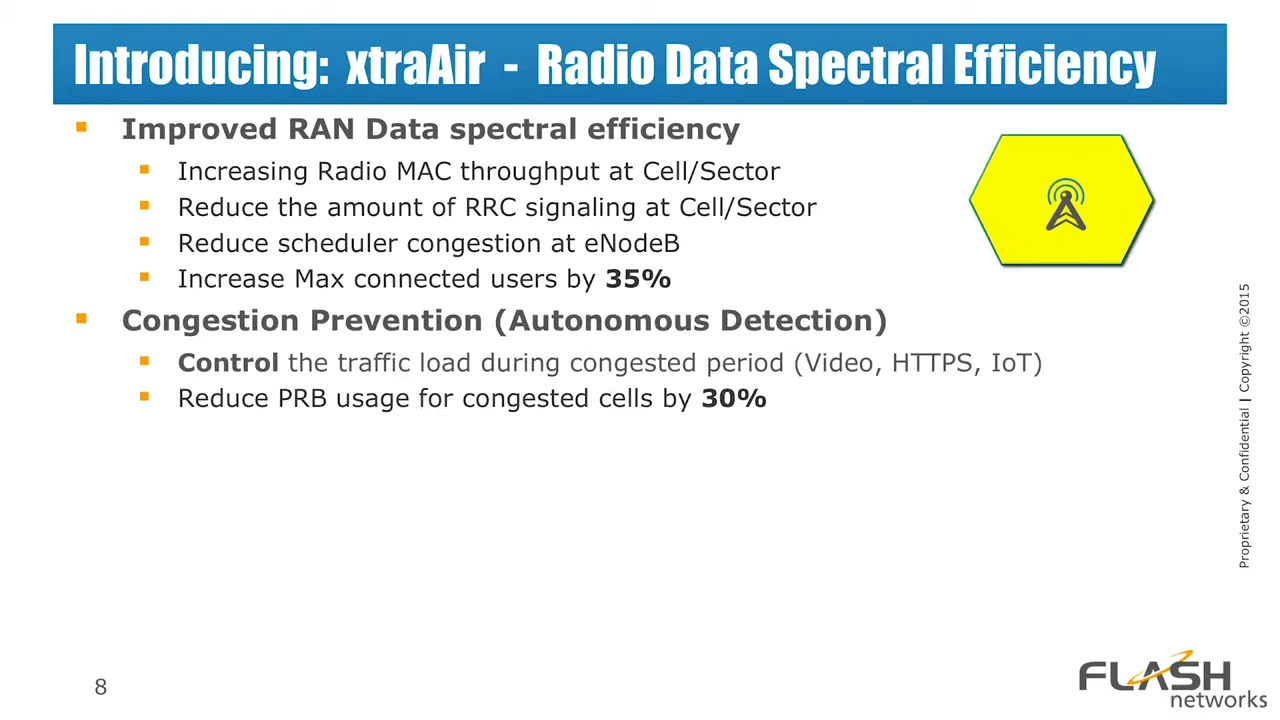 Introducing: xtraAir - Radio Data Spectral Efficiency
Improved RAN Data spectral efficiency
Increasing Radio MAC throughput at Cell/Sector
Reduce the amount of RRC signaling at Cell/Sector
Reduce scheduler congestion at eNodeB
Increase Max connected users by 35%
Congestion Prevention (Autonomous Detection)
Control the traffic load during congested period (Video, HTTPS, IoT)
Reduce PRB usage for congested cells by 30%
Proprietary & Confidential | Copyright ©2015
8
FLASH
networks